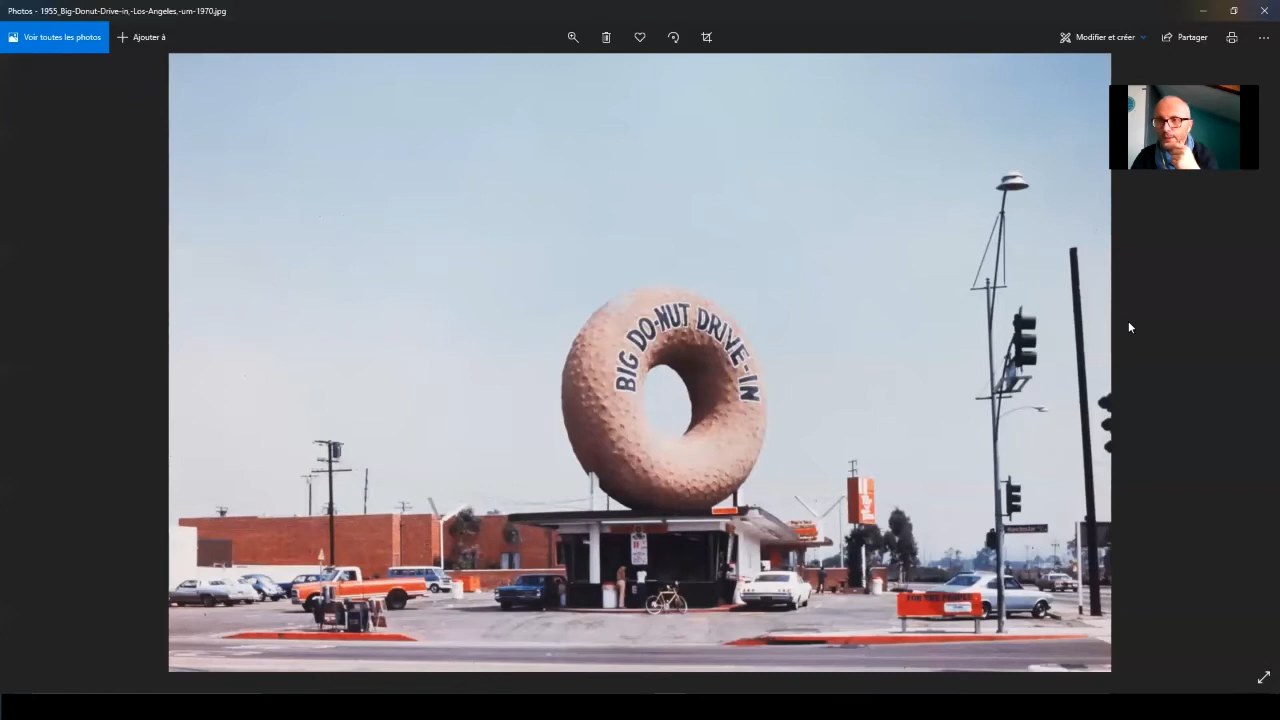 Photos - 1955_Big-Donut-Drive-in,-Los-Angeles,-um-1970.jpg
Voir toutes les photos
Ajouter à
Modifier et créer
Partager
BIG DO-NUT DRIVE-IN
Manchester